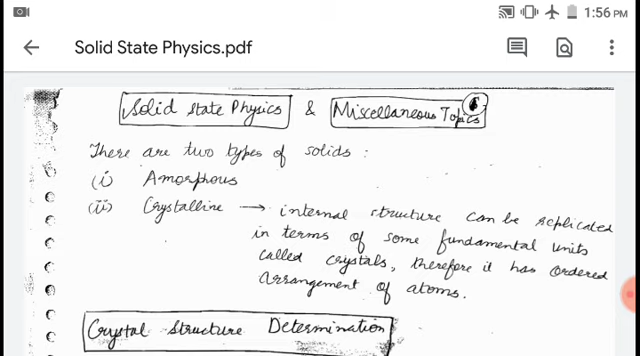 1:56 PM
Solid State Physics.pdf
Solid State Physics & Miscellaneous Topics 6
There are two types of solids :
(i) Amorphous
(ii) Crystalline → internal structure can be replicated
in terms of some fundamental units
called crystals, therefore it has ordered
arrangement of atoms.
Crystal Structure Determination